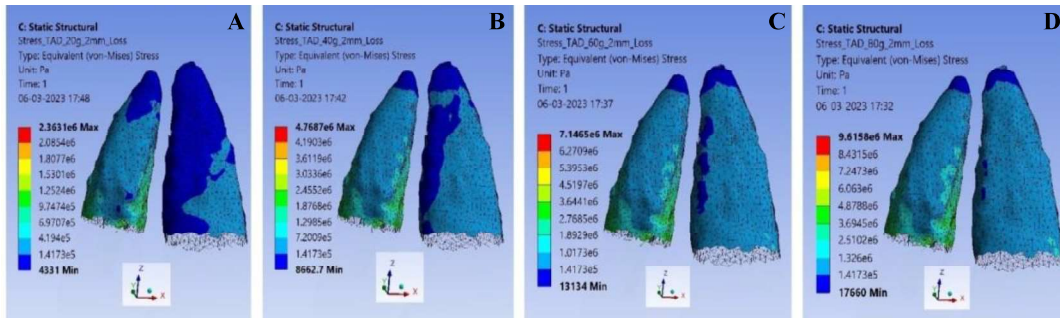 A
C: Static Structural
Stress_TAD_20g_2mm_Loss
Type: Equivalent (von-Mises) Stress
Unit: Pa
Time: 1
06-03-2023 17:48
2.3631e6 Max
2.0854e6
1.8077e6
1.5301e6
1.2524e6
9.7474e5
6.9707e5
4.194e5
1.4173e5
4331 Min
Z
Y
X
B
C: Static Structural
Stress_TAD_40g_2mm_Loss
Type: Equivalent (von-Mises) Stress
Unit: Pa
Time: 1
06-03-2023 17:42
4.7687e6 Max
4.1903e6
3.6119e6
3.0336e6
2.4552e6
1.8768e6
1.2985e6
7.2009e5
1.4173e5
8662.7 Min
Z
Y
X
C
C: Static Structural
Stress_TAD_60g_2mm_Loss
Type: Equivalent (von-Mises) Stress
Unit: Pa
Time: 1
06-03-2023 17:37
7.1465e6 Max
6.2709e6
5.3953e6
4.5197e6
3.6441e6
2.7685e6
1.8929e6
1.0173e6
1.4173e5
13134 Min
Z
Y
X
D
C: Static Structural
Stress_TAD_80g_2mm_Loss
Type: Equivalent (von-Mises) Stress
Unit: Pa
Time: 1
06-03-2023 17:32
9.6158e6 Max
8.4315e6
7.2473e6
6.063e6
4.8788e6
3.6945e6
2.5102e6
1.326e6
1.4173e5
17660 Min
Z
Y
X